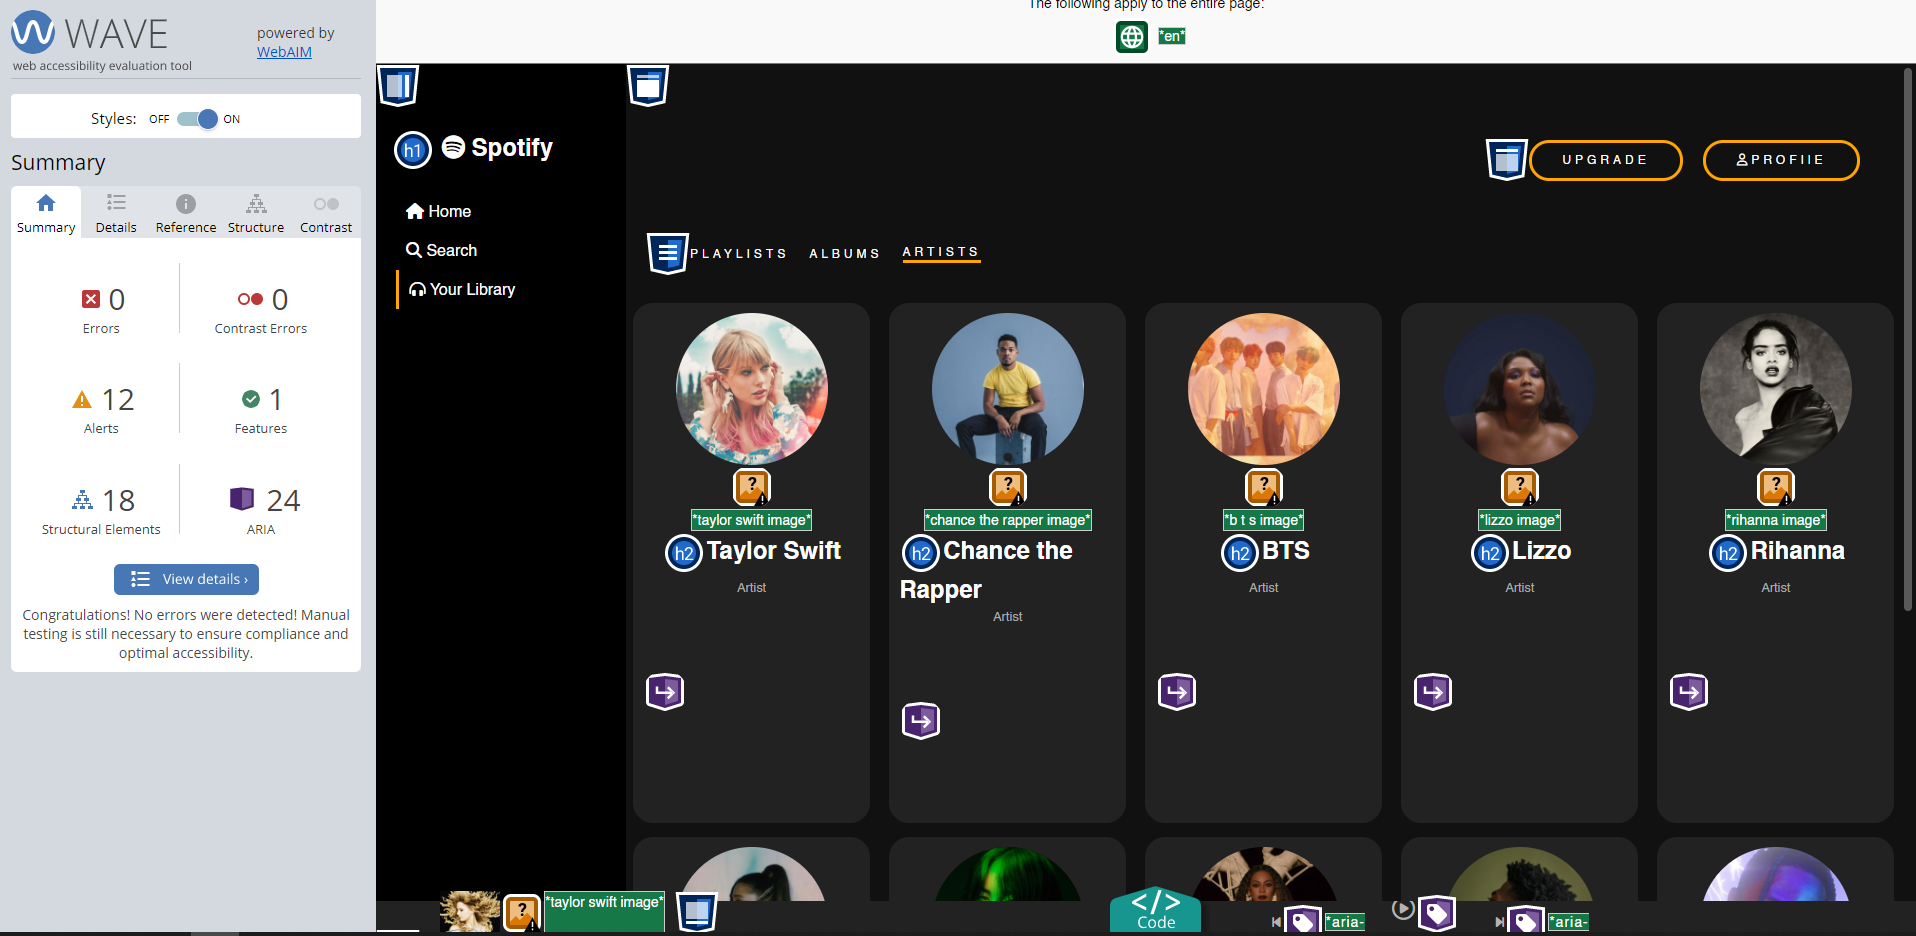 WAVE
powered by
WebAIM
web accessibility evaluation tool
Styles: OFF ON
Summary
Summary Details Reference Structure Contrast
0 0
Errors Contrast Errors
12 1
Alerts Features
18 24
Structural Elements ARIA
View details ›
Congratulations! No errors were detected! Manual
testing is still necessary to ensure compliance and
optimal accessibility.
The following apply to the entire page:
*en*
h1 Spotify
Home
Search
Your Library
UPGRADE PROFIIE
PLAYLISTS ALBUMS ARTISTS
*taylor swift image*
h2 Taylor Swift
Artist
*chance the rapper image*
h2 Chance the
Rapper
Artist
*b t s image*
h2 BTS
Artist
*lizzo image*
h2 Lizzo
Artist
*rihanna image*
h2 Rihanna
Artist
*taylor swift image*
</>
Code
*aria-
*aria-